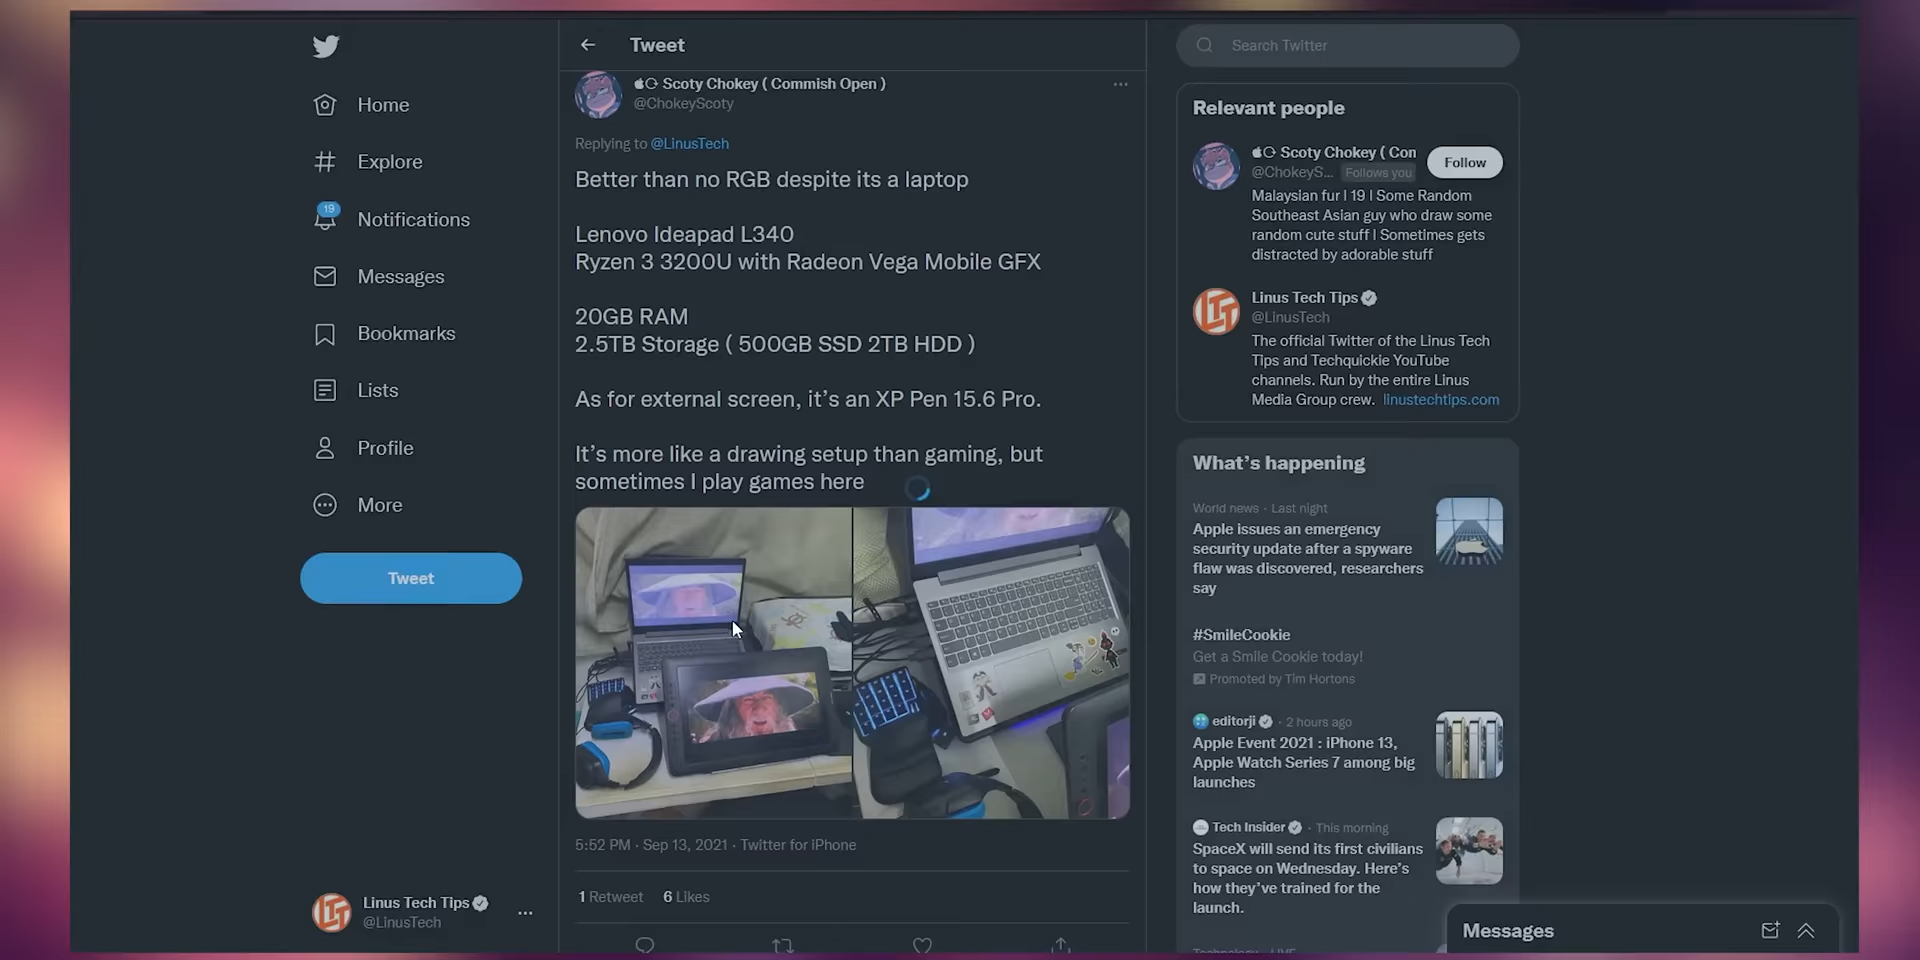 Home
Explore
19
Notifications
Messages
Bookmarks
Lists
Profile
More
Tweet
Linus Tech Tips
@LinusTech
Tweet
Scoty Chokey ( Commish Open )
@ChokeyScoty
Replying to @LinusTech
Better than no RGB despite its a laptop
Lenovo Ideapad L340
Ryzen 3 3200U with Radeon Vega Mobile GFX
20GB RAM
2.5TB Storage ( 500GB SSD 2TB HDD )
As for external screen, it’s an XP Pen 15.6 Pro.
It’s more like a drawing setup than gaming, but
sometimes I play games here
5:52 PM · Sep 13, 2021 · Twitter for iPhone
1 Retweet 6 Likes
Search Twitter
Relevant people
Scoty Chokey ( Con
@ChokeyS... Follows you
Follow
Malaysian fur l 19 l Some Random
Southeast Asian guy who draw some
random cute stuff l Sometimes gets
distracted by adorable stuff
Linus Tech Tips
@LinusTech
The official Twitter of the Linus Tech
Tips and Techquickie YouTube
channels. Run by the entire Linus
Media Group crew. linustechtips.com
What’s happening
World news · Last night
Apple issues an emergency
security update after a spyware
flaw was discovered, researchers
say
#SmileCookie
Get a Smile Cookie today!
Promoted by Tim Hortons
editorji · 2 hours ago
Apple Event 2021 : iPhone 13,
Apple Watch Series 7 among big
launches
Tech Insider · This morning
SpaceX will send its first civilians
to space on Wednesday. Here’s
how they’ve trained for the
launch.
Messages